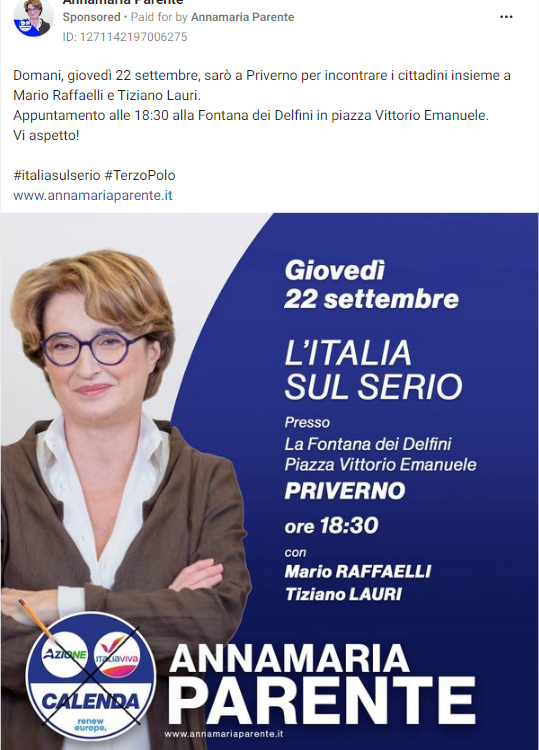 Annamaria Parente
Sponsored • Paid for by Annamaria Parente
ID: 1271142197006275
Domani, giovedì 22 settembre, sarò a Priverno per incontrare i cittadini insieme a
Mario Raffaelli e Tiziano Lauri.
Appuntamento alle 18:30 alla Fontana dei Delfini in piazza Vittorio Emanuele.
Vi aspetto!
#italiasulserio #TerzoPolo
www.annamariaparente.it
Giovedì
22 settembre
L'ITALIA
SUL SERIO
Presso
La Fontana dei Delfini
Piazza Vittorio Emanuele
PRIVERNO
ore 18:30
con
Mario RAFFAELLI
Tiziano LAURI
AZIONE
ITALIAVIVA
CALENDA
renew
europe.
ANNAMARIA
PARENTE
www.annamariaparente.it